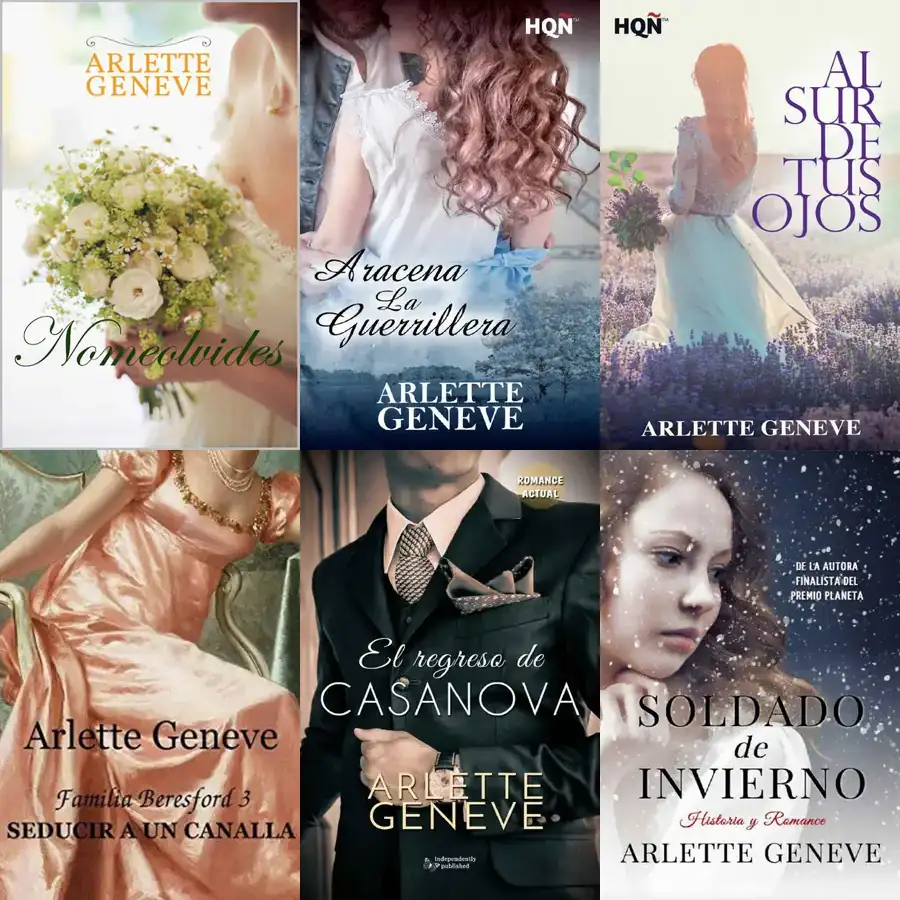 ARLETTE
GENEVE
Nomeolvides
HQÑ™
Aracena
La
Guerrillera
ARLETTE
GENEVE
HQÑ™
AL
SUR
DE
TUS
OJOS
ARLETTE GENEVE
Arlette Geneve
Familia Beresford 3
SEDUCIR A UN CANALLA
ROMANCE
ACTUAL
El regreso de
CASANOVA
ARLETTE
GENEVE
Independently
published
DE LA AUTORA
FINALISTA DEL
PREMIO PLANETA
SOLDADO
de
INVIERNO
Historia y Romance
ARLETTE GENEVE